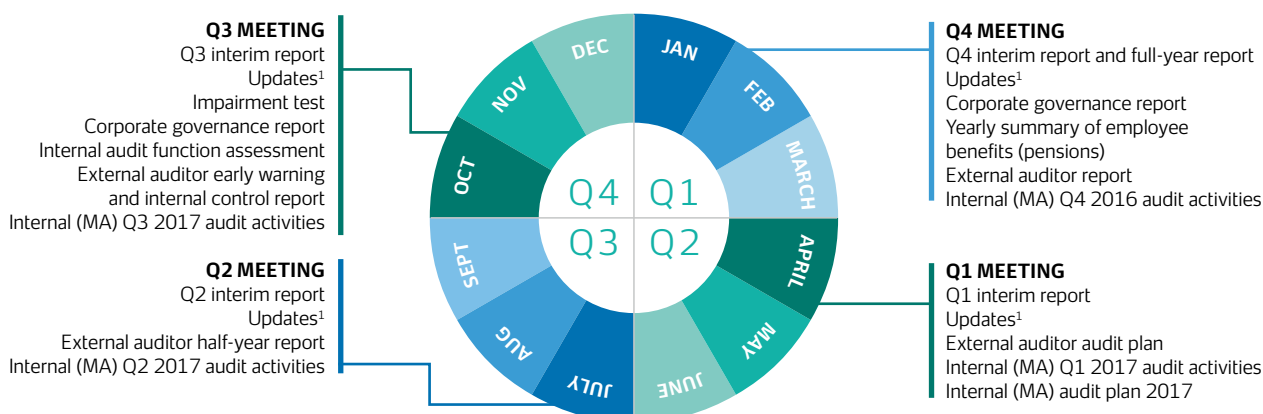 Q3 MEETING
Q3 interim report
Updates¹
Impairment test
Corporate governance report
Internal audit function assessment
External auditor early warning
and internal control report
Internal (MA) Q3 2017 audit activities
Q2 MEETING
Q2 interim report
Updates¹
External auditor half-year report
Internal (MA) Q2 2017 audit activities
JAN
FEB
MARCH
APRIL
MAY
JUNE
JULY
AUG
SEPT
OCT
NOV
DEC
Q4 Q1
Q3 Q2
Q4 MEETING
Q4 interim report and full-year report
Updates¹
Corporate governance report
Yearly summary of employee
benefits (pensions)
External auditor report
Internal (MA) Q4 2016 audit activities
Q1 MEETING
Q1 interim report
Updates¹
External auditor audit plan
Internal (MA) Q1 2017 audit activities
Internal (MA) audit plan 2017